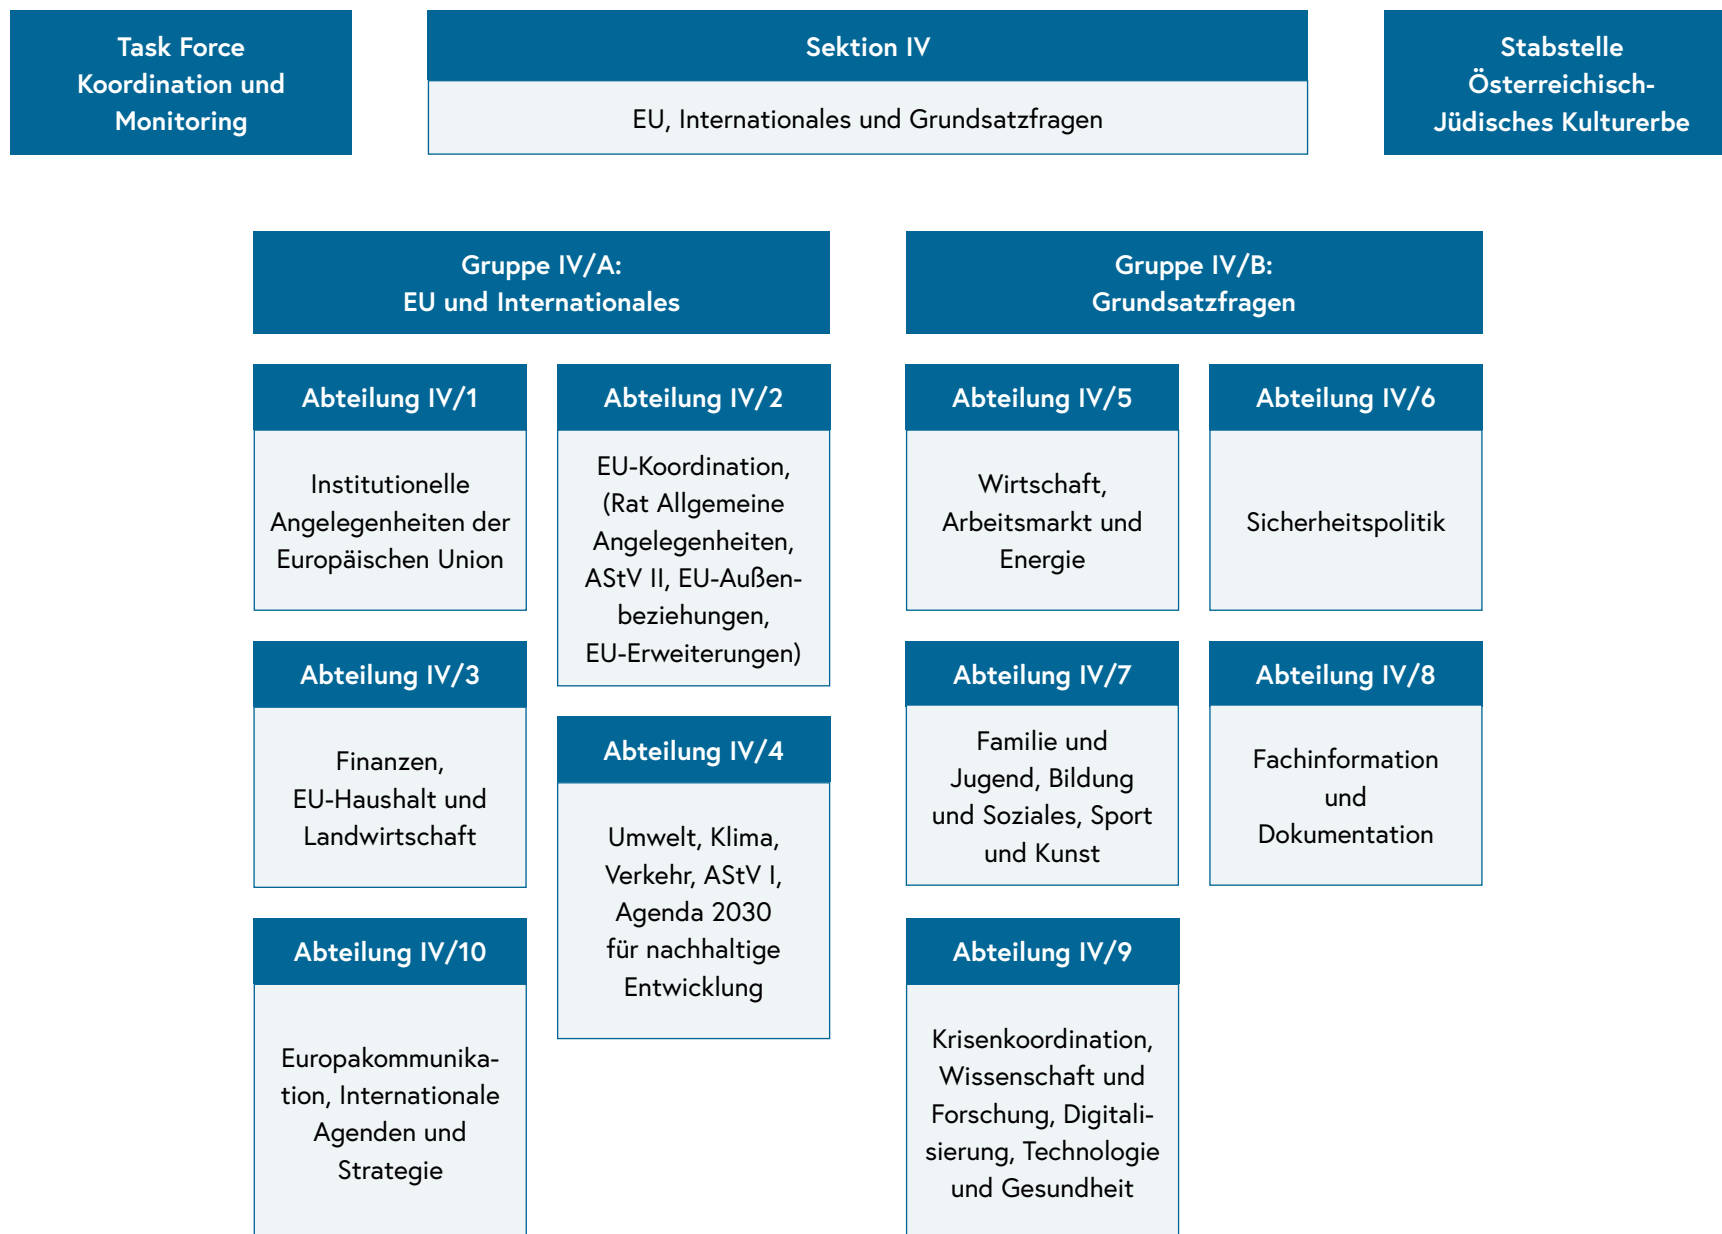 Task Force
Koordination und
Monitoring
Sektion IV
EU, Internationales und Grundsatzfragen
Stabstelle
Österreichisch-
Jüdisches Kulturerbe
Gruppe IV/A:
EU und Internationales
Abteilung IV/1
Institutionelle
Angelegenheiten der
Europäischen Union
Abteilung IV/2
EU-Koordination,
(Rat Allgemeine
Angelegenheiten,
AStV II, EU-Außen-
beziehungen,
EU-Erweiterungen)
Abteilung IV/3
Finanzen,
EU-Haushalt und
Landwirtschaft
Abteilung IV/4
Umwelt, Klima,
Verkehr, AStV I,
Agenda 2030
für nachhaltige
Entwicklung
Abteilung IV/10
Europakommunika-
tion, Internationale
Agenden und
Strategie
Gruppe IV/B:
Grundsatzfragen
Abteilung IV/5
Wirtschaft,
Arbeitsmarkt und
Energie
Abteilung IV/6
Sicherheitspolitik
Abteilung IV/7
Familie und
Jugend, Bildung
und Soziales, Sport
und Kunst
Abteilung IV/8
Fachinformation
und
Dokumentation
Abteilung IV/9
Krisenkoordination,
Wissenschaft und
Forschung, Digitali-
sierung, Technologie
und Gesundheit